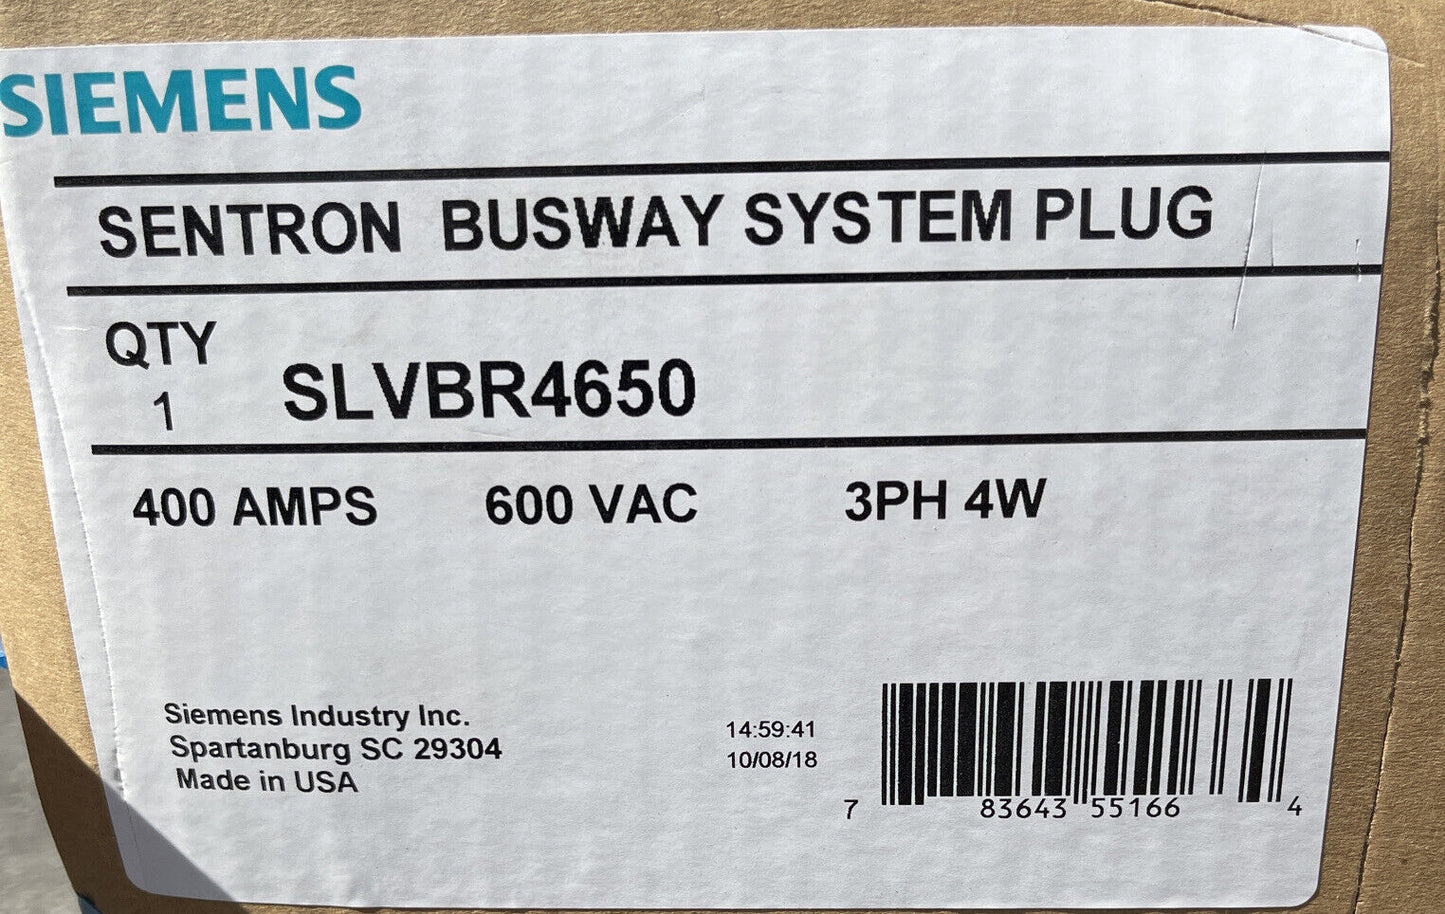 SIEMENS
SENTRON BUSWAY SYSTEM PLUG
QTY
1 SLVBR4650
400 AMPS 600 VAC 3PH 4W
Siemens Industry Inc.
Spartanburg SC 29304
Made in USA
14:59:41
10/08/18
7 83643 55166 4